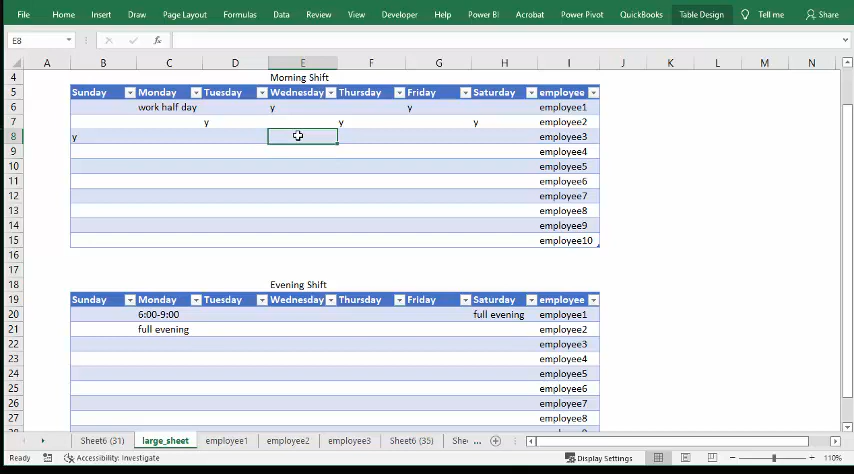 File Home Insert Draw Page Layout Formulas Data Review View Developer Help Power BI Acrobat Power Pivot QuickBooks Table Design Tell me Share
E8 fx
A B C D E F G H I J K L M N
4 Morning Shift
5 Sunday Monday Tuesday Wednesday Thursday Friday Saturday employee
6 work half day y y employee1
7 y y y employee2
8 y employee3
9 employee4
10 employee5
11 employee6
12 employee7
13 employee8
14 employee9
15 employee10
16
17
18 Evening Shift
19 Sunday Monday Tuesday Wednesday Thursday Friday Saturday employee
20 6:00-9:00 full evening employee1
21 full evening employee2
22 employee3
23 employee4
24 employee5
25 employee6
26 employee7
27 employee8
28
Sheet6 (31) large_sheet employee1 employee2 employee3 Sheet6 (35) She ...
Ready Accessibility: Investigate Display Settings 110%